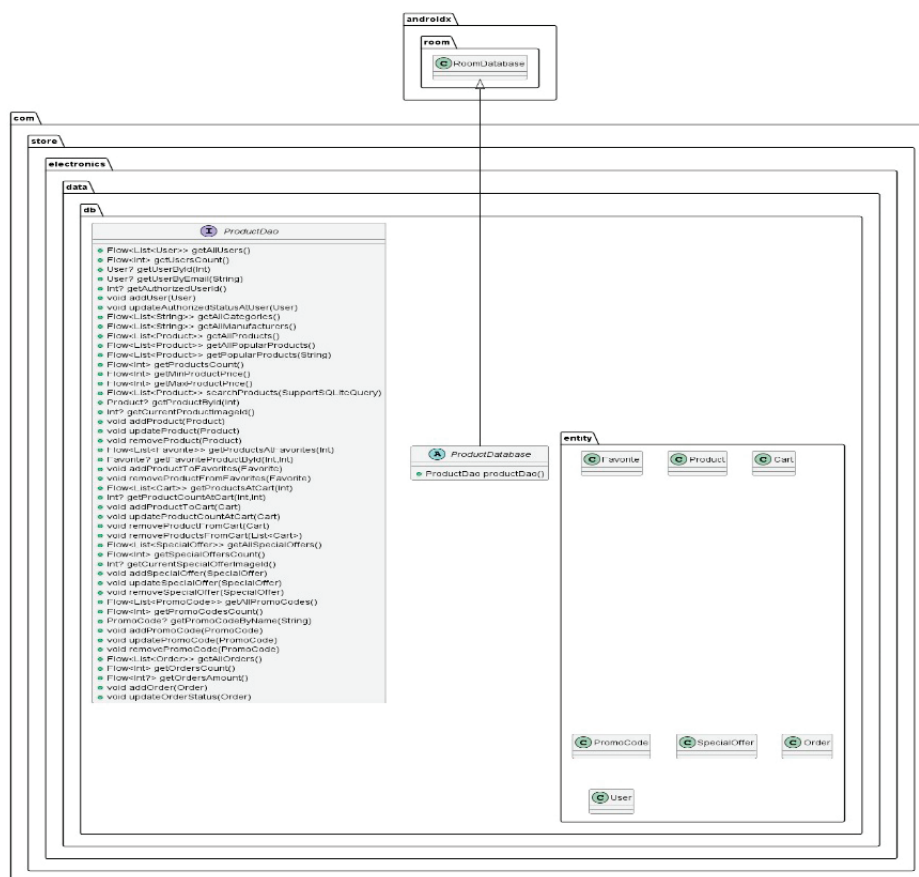 androidx
room
C RoomDatabase
com
store
electronics
data
db
I ProductDao
Flow<List<User>> getAllUsers()
Flow<Int> getUsersCount()
User? getUserById(Int)
User? getUserByEmail(String)
Int? getAuthorizedUserId()
void addUser(User)
void updateAuthorizedStatusAtUser(User)
Flow<List<String>> getAllCategories()
Flow<List<String>> getAllManufacturers()
Flow<List<Product>> getAllProducts()
Flow<List<Product>> getAllPopularProducts()
Flow<List<Product>> getPopularProducts(String)
Flow<Int> getProductsCount()
Flow<Int> getMinProductPrice()
Flow<Int> getMaxProductPrice()
Flow<List<Product>> searchProducts(SupportSQLiteQuery)
Product? getProductById(Int)
Int? getCurrentProductImageId()
void addProduct(Product)
void updateProduct(Product)
void removeProduct(Product)
Flow<List<Favorite>> getProductsAtFavorites(Int)
Favorite? getFavoriteProductById(Int,Int)
void addProductToFavorites(Favorite)
void removeProductFromFavorites(Favorite)
Flow<List<Cart>> getProductsAtCart(Int)
Int? getProductCountAtCart(Int,Int)
void addProductToCart(Cart)
void updateProductCountAtCart(Cart)
void removeProductFromCart(Cart)
void removeProductsFromCart(List<Cart>)
Flow<List<SpecialOffer>> getAllSpecialOffers()
Flow<Int> getSpecialOffersCount()
Int? getCurrentSpecialOfferImageId()
void addSpecialOffer(SpecialOffer)
void updateSpecialOffer(SpecialOffer)
void removeSpecialOffer(SpecialOffer)
Flow<List<PromoCode>> getAllPromoCodes()
Flow<Int> getPromoCodesCount()
PromoCode? getPromoCodeByName(String)
void addPromoCode(PromoCode)
void updatePromoCode(PromoCode)
void removePromoCode(PromoCode)
Flow<List<Order>> getAllOrders()
Flow<Int> getOrdersCount()
Flow<Int?> getOrdersAmount()
void addOrder(Order)
void updateOrderStatus(Order)
A ProductDatabase
ProductDao productDao()
entity
C Favorite C Product C Cart
C PromoCode C SpecialOffer C Order
C User